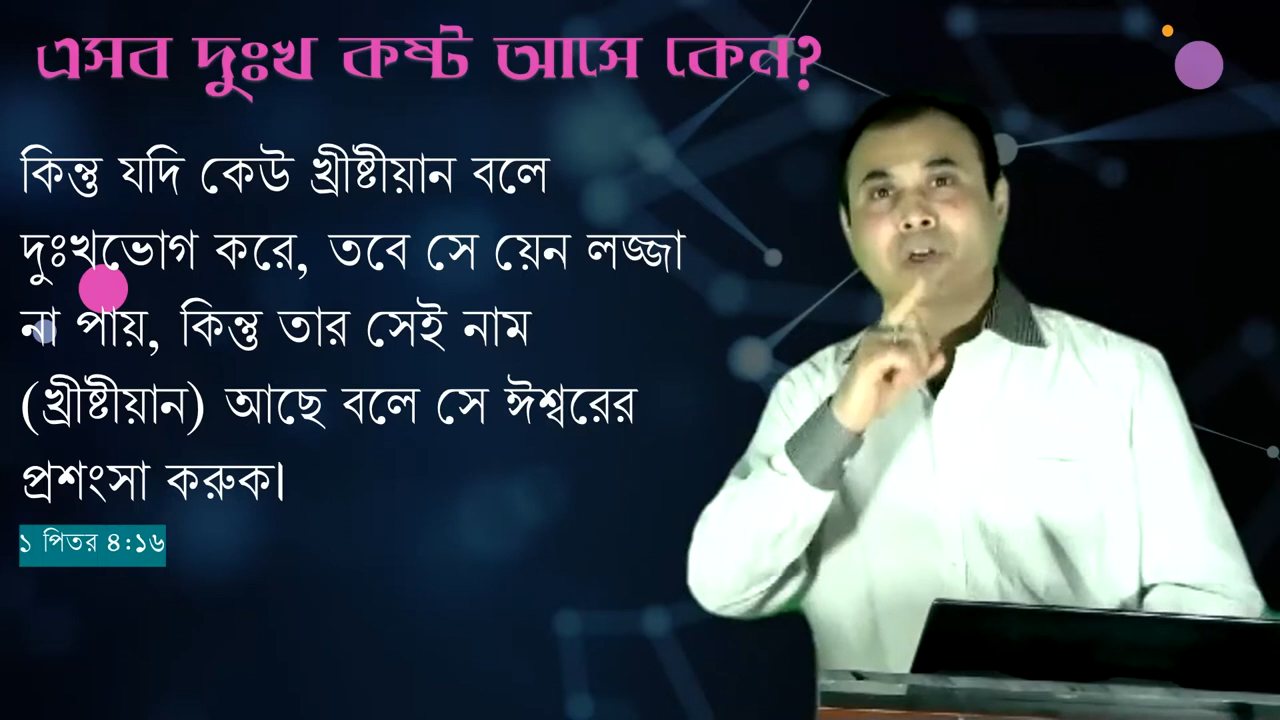 এসব দুঃখ কষ্ট আসে কেন?
কিন্তু যদি কেউ খ্রীষ্টীয়ান বলে
দুঃখভোগ করে, তবে সে য়েন লজ্জা
না পায়, কিন্তু তার সেই নাম
(খ্রীষ্টীয়ান) আছে বলে সে ঈশ্বরের
প্রশংসা করুক।
১ পিতর ৪:১৬